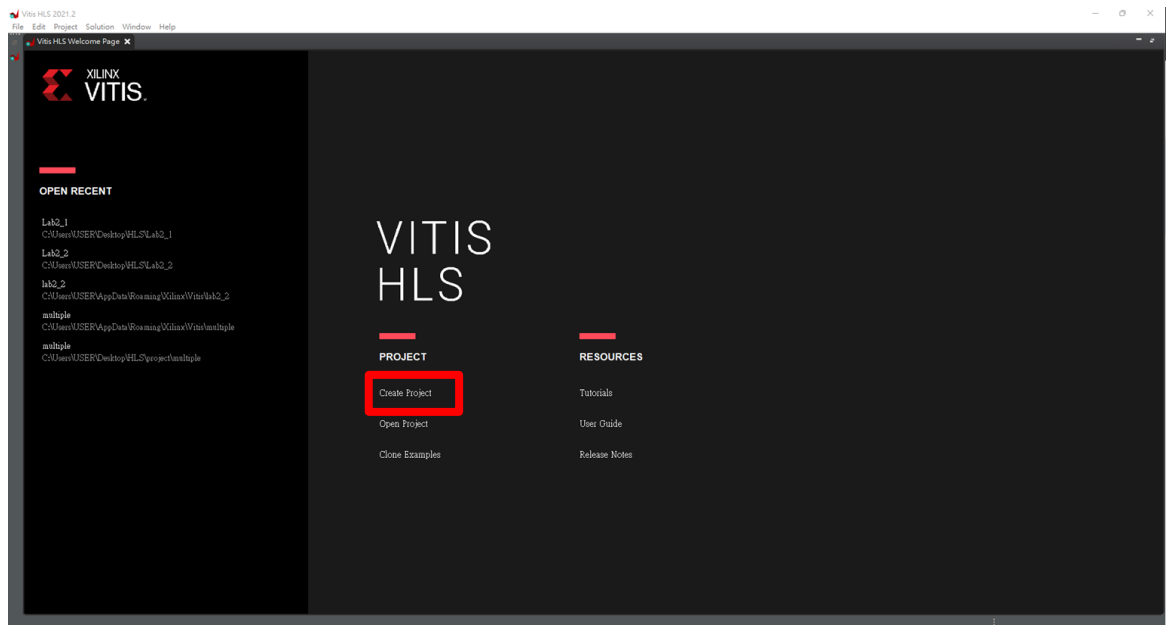 Vitis HLS 2021.2
File Edit Project Solution Window Help
Vitis HLS Welcome Page
XILINX
VITIS
OPEN RECENT
Lab2_1
C:\Users\USER\Desktop\HLS\Lab2_1
Lab2_2
C:\Users\USER\Desktop\HLS\Lab2_2
lab2_2
C:\Users\USER\AppData\Roaming\Xilinx\Vitis\lab2_2
multiple
C:\Users\USER\AppData\Roaming\Xilinx\Vitis\multiple
multiple
C:\Users\USER\Desktop\HLS\project\multiple
VITIS
HLS
PROJECT
Create Project
Open Project
Clone Examples
RESOURCES
Tutorials
User Guide
Release Notes